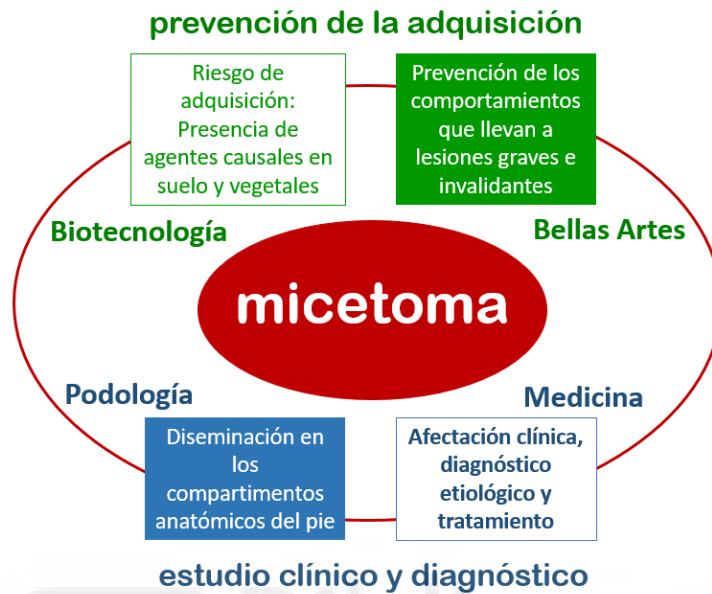 prevención de la adquisición
Riesgo de
adquisición:
Presencia de
agentes causales en
suelo y vegetales
Prevención de los
comportamientos
que llevan a
lesiones graves e
invalidantes
Biotecnología
Bellas Artes
micetoma
Podología
Medicina
Diseminación en
los
compartimentos
anatómicos del pie
Afectación clínica,
diagnóstico
etiológico y
tratamiento
estudio clínico y diagnóstico